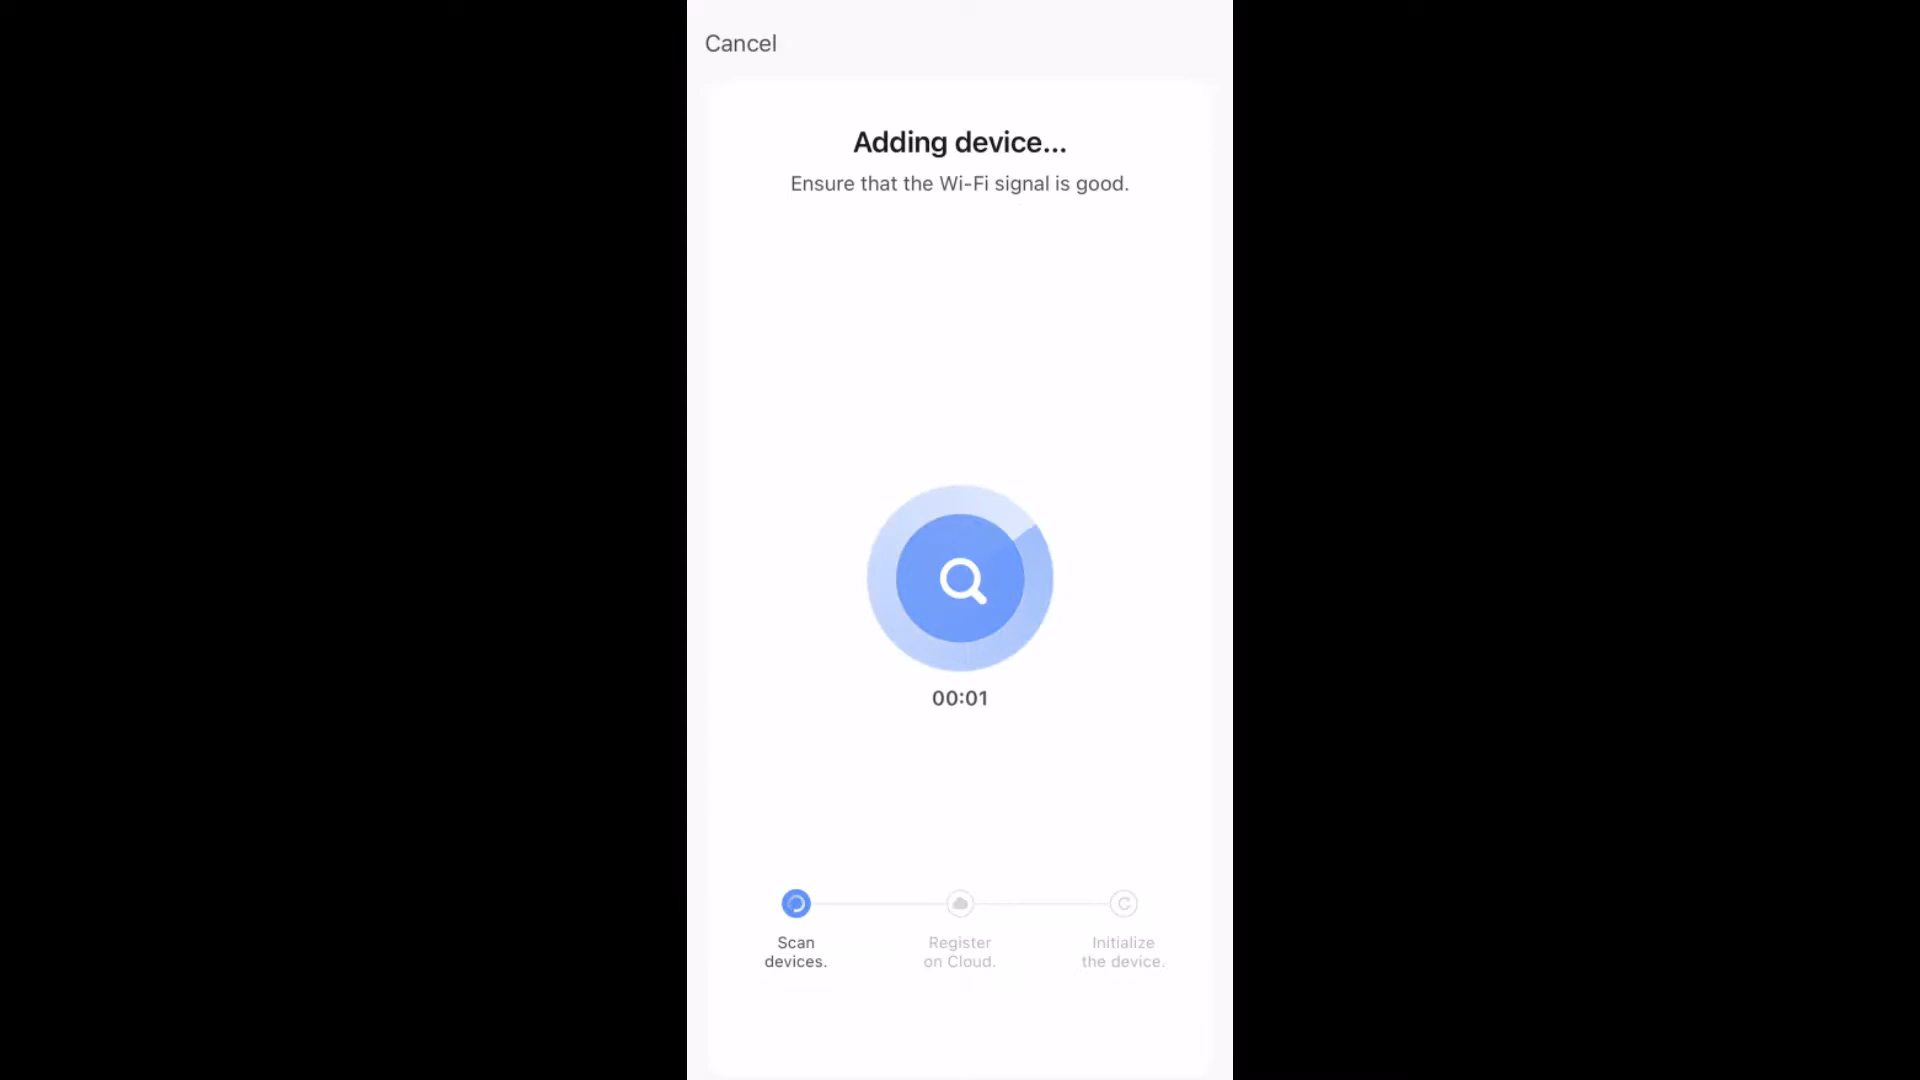 Cancel
Adding device...
Ensure that the Wi-Fi signal is good.
00:01
Scan
devices.
Register
on Cloud.
Initialize
the device.